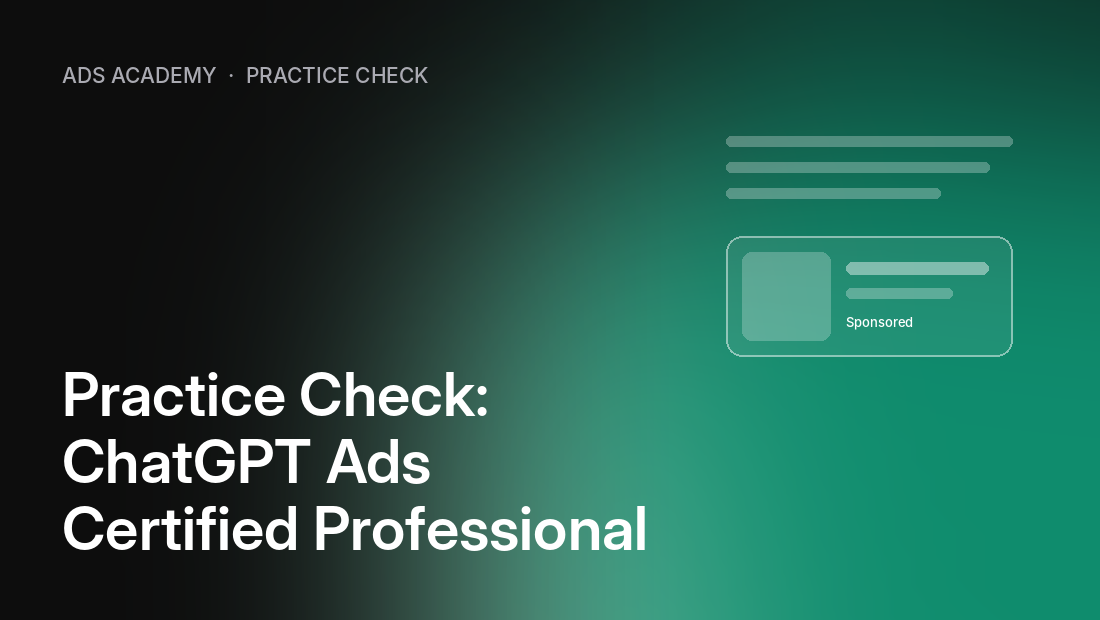 ADS ACADEMY · PRACTICE CHECK
Sponsored
Practice Check:
ChatGPT Ads
Certified Professional